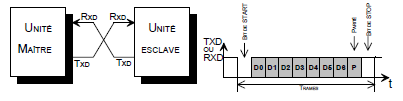 RXD RXD
UNITÉ MAÎTRE
UNITÉ ESCLAVE
TXD TXD
BIT DE START
PARITÉ
BIT DE STOP
TXD
OU
RXD
D0 D1 D2 D3 D4 D5 D6 P
TRAMES
t